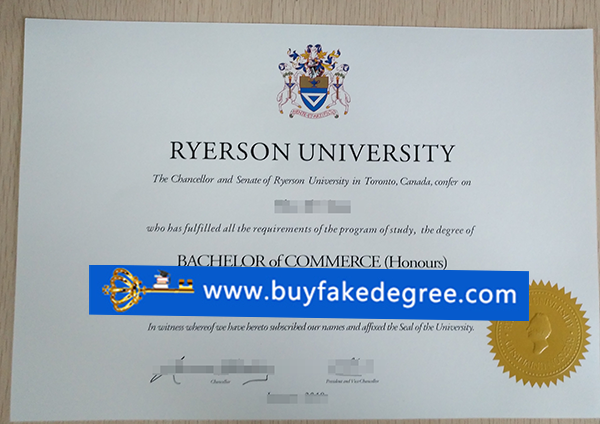 RYERSON UNIVERSITY
The Chancellor and Senate of Ryerson University in Toronto, Canada, confer on
who has fulfilled all the requirements of the program of study, the degree of
BACHELOR of COMMERCE (Honours)
www.buyfakedegree.com
In witness whereof we have hereto subscribed our names and affixed the Seal of the University.
Chancellor
President and Vice-Chancellor